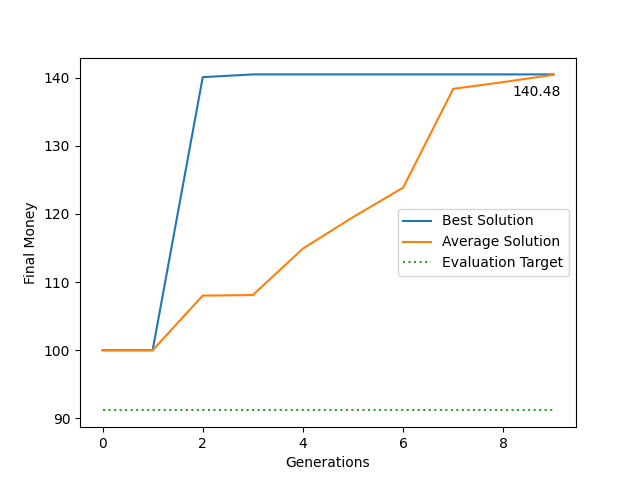 140
130
120
110
100
90
Final Money
140.48
Best Solution
Average Solution
Evaluation Target
0 2 4 6 8
Generations